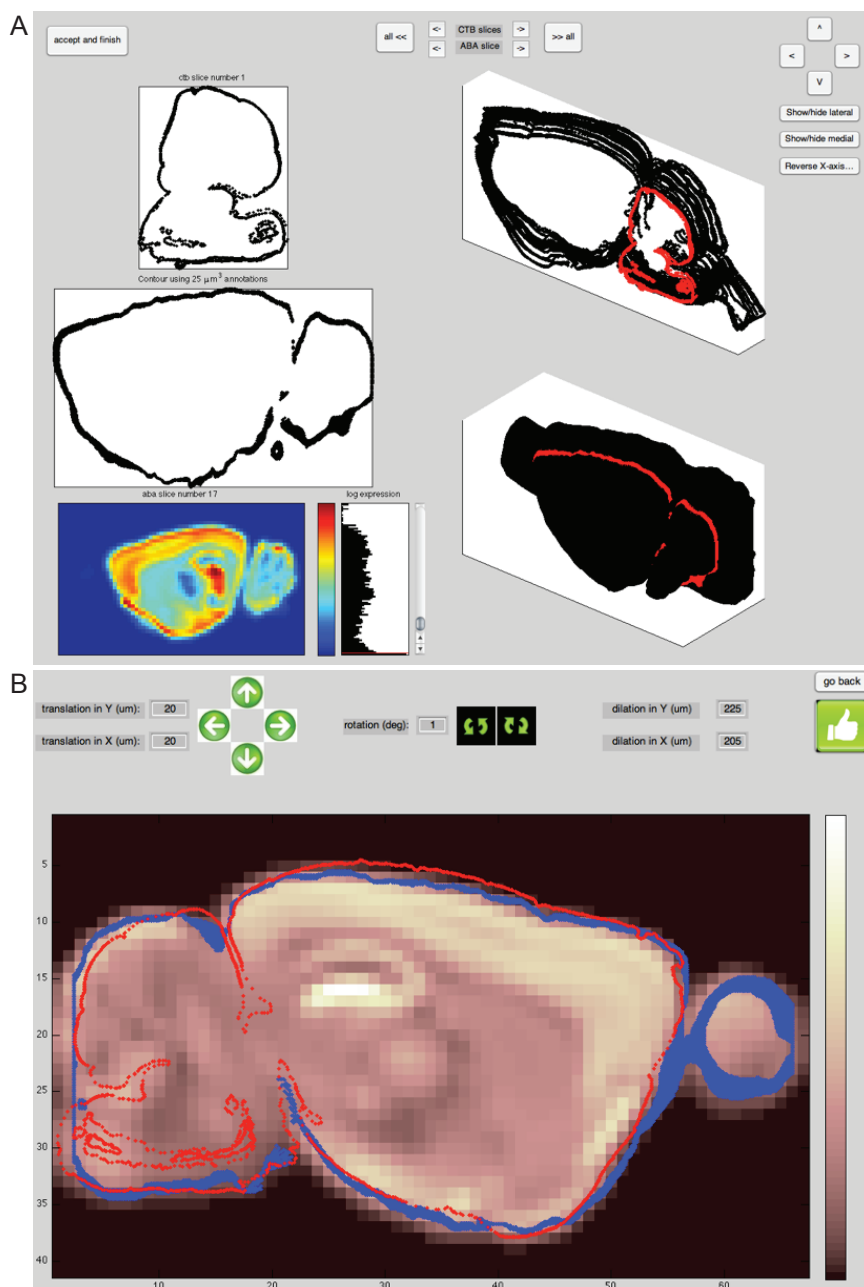 A
accept and finish
all <<
<-
CTB slices
->
<-
ABA slice
->
>> all
^
<
>
V
Show/hide lateral
Show/hide medial
Reverse X-axis...
ctb slice number 1
Contour using 25 μm³ annotations
aba slice number 17
log expression
B
go back
translation in Y (um): 20
translation in X (um): 20
rotation (deg): 1
dilation in Y (um) 225
dilation in X (um) 205
5
10
15
20
25
30
35
40
10
20
30
40
50
60